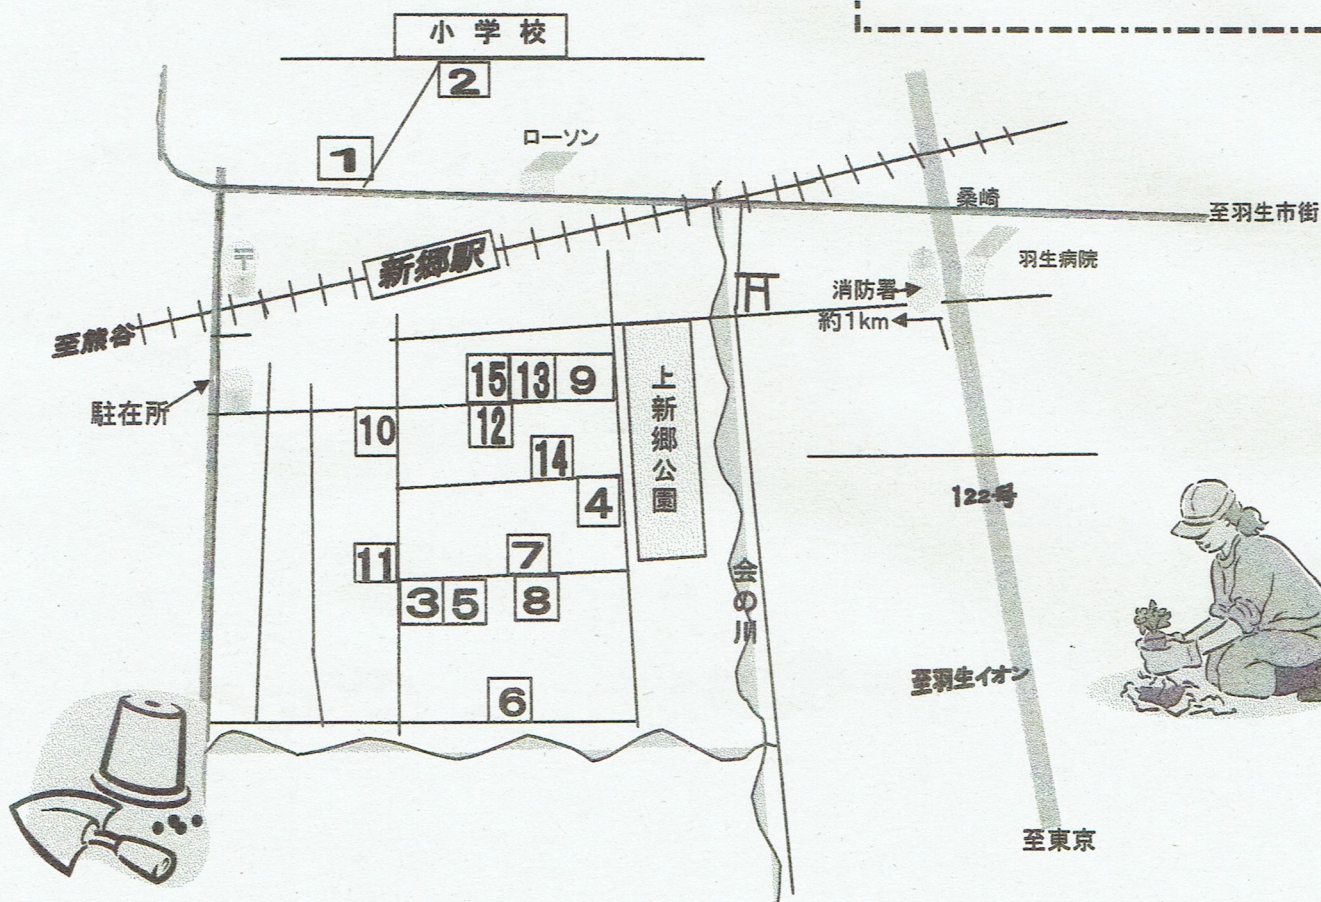 小学校
2
1
ローソン
桑崎
至羽生市街
〒
新郷駅
羽生病院
消防署
約1km
至熊谷
駐在所
15 13 9
上新郷公園
10
12
14
4
122号
11
7
会の川
3 5 8
至羽生イオン
6
至東京